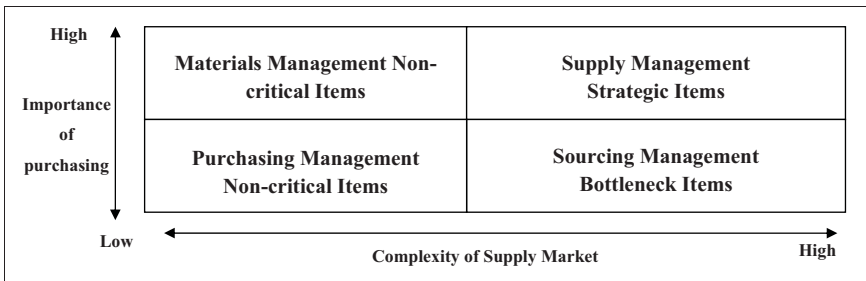 High
Materials Management Non-
critical Items
Supply Management
Strategic Items
Importance
of
purchasing
Purchasing Management
Non-critical Items
Sourcing Management
Bottleneck Items
Low
Complexity of Supply Market
High